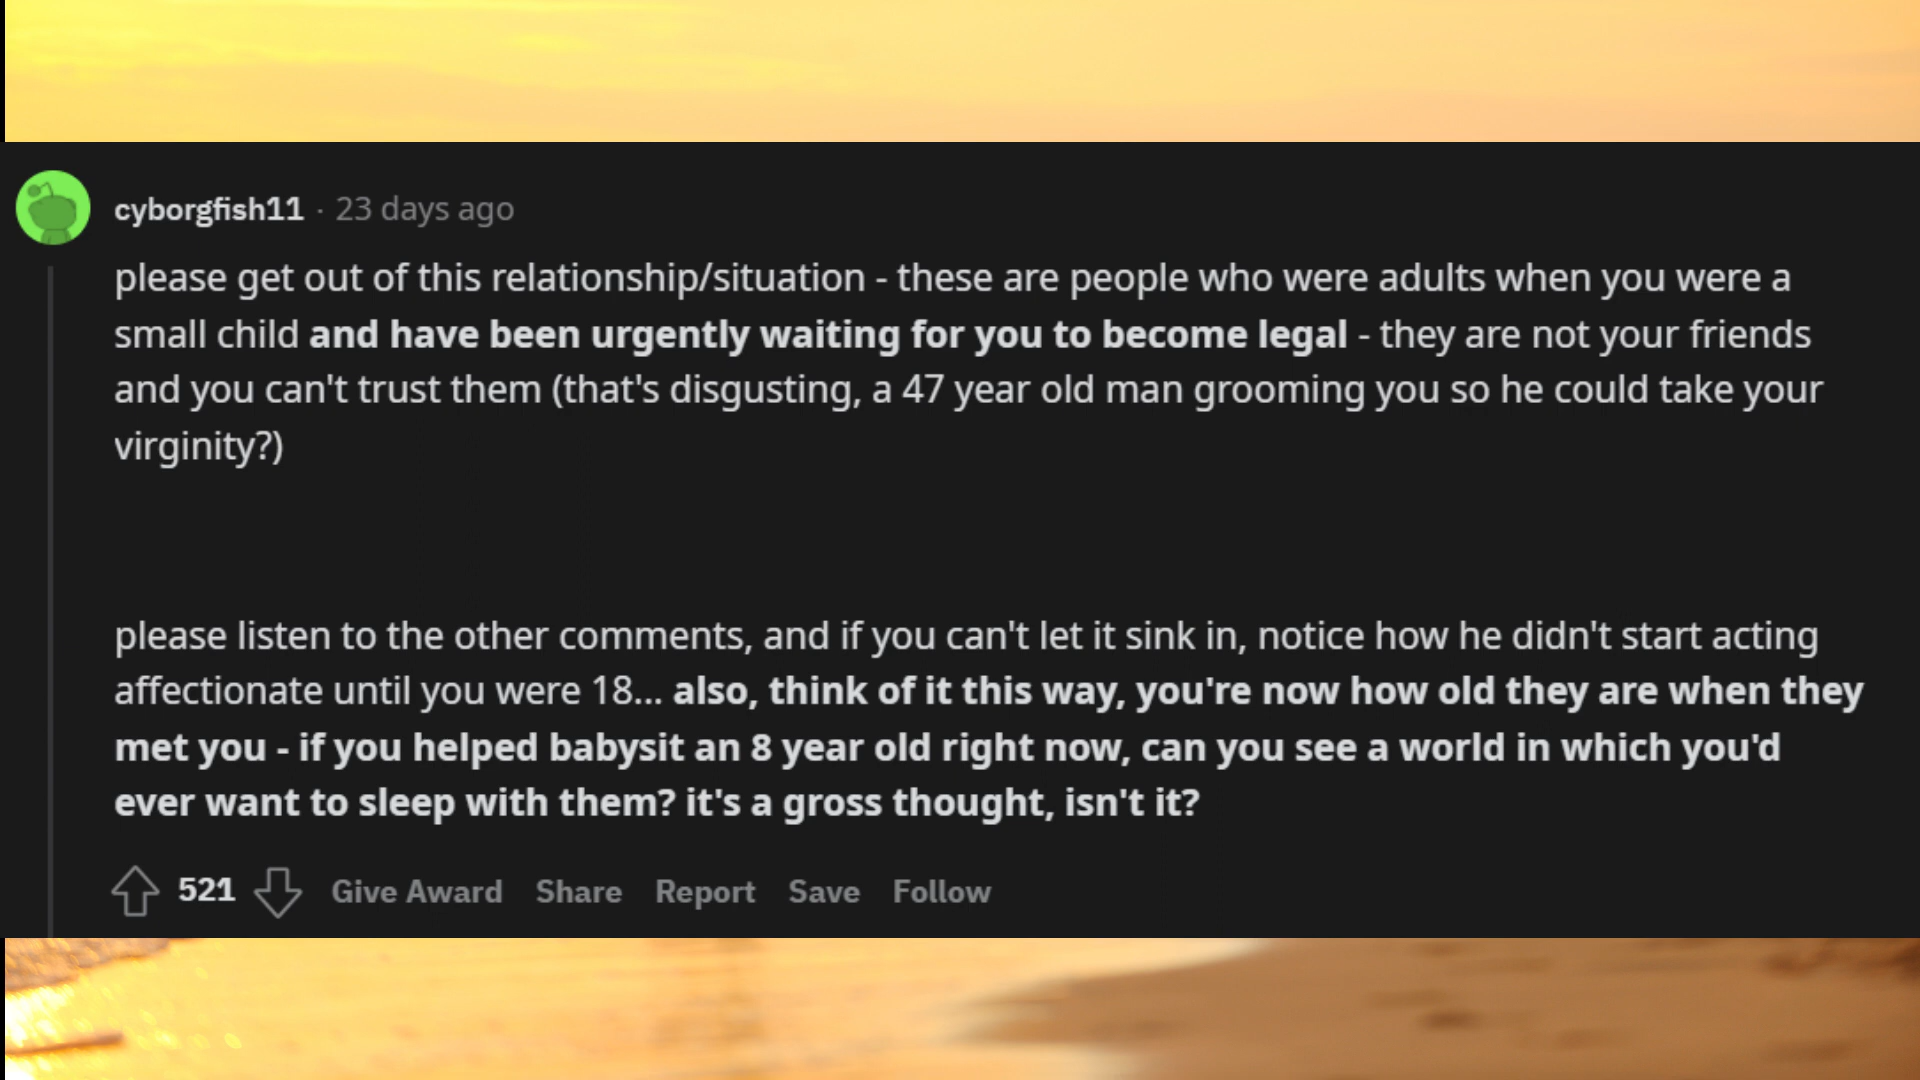 cyborgfish11 · 23 days ago
please get out of this relationship/situation - these are people who were adults when you were a
small child and have been urgently waiting for you to become legal - they are not your friends
and you can't trust them (that's disgusting, a 47 year old man grooming you so he could take your
virginity?)
please listen to the other comments, and if you can't let it sink in, notice how he didn't start acting
affectionate until you were 18... also, think of it this way, you're now how old they are when they
met you - if you helped babysit an 8 year old right now, can you see a world in which you'd
ever want to sleep with them? it's a gross thought, isn't it?
521 Give Award Share Report Save Follow